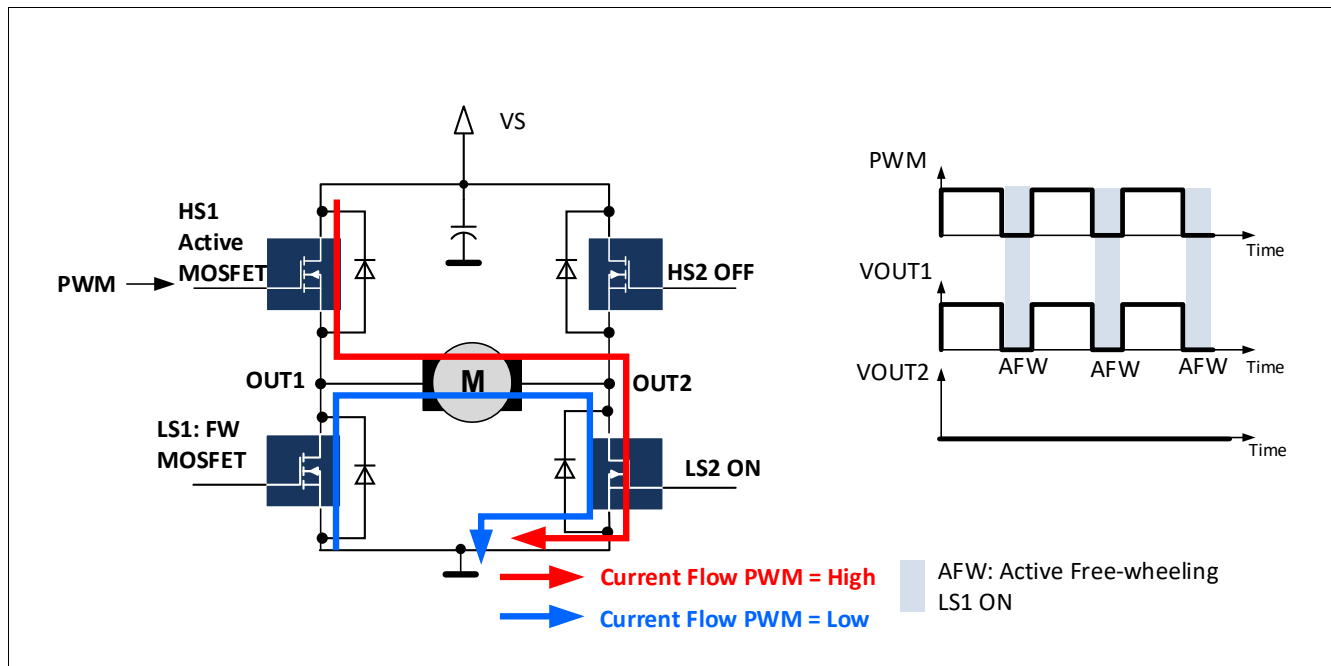 VS
HS1
Active
MOSFET
PWM
HS2 OFF
OUT1
M
OUT2
LS1: FW
MOSFET
LS2 ON
Current Flow PWM = High
Current Flow PWM = Low
PWM
Time
VOUT1
Time
AFW
AFW
AFW
VOUT2
Time
AFW: Active Free-wheeling
LS1 ON